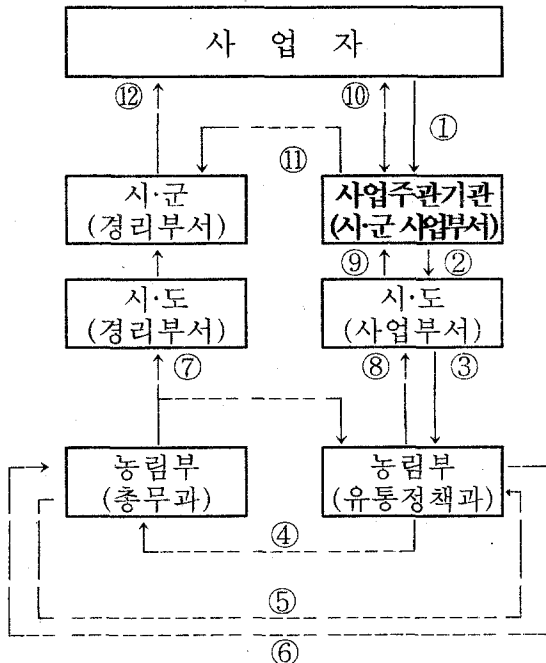 사 업 자
⑫ ⑩ ①
⑪
시·군
(경리부서)
사업주관기관
(시·군 사업부서)
⑨ ②
시·도
(경리부서)
시·도
(사업부서)
⑦ ⑧ ③
농림부
(총무과)
농림부
(유통정책과)
④
⑤
⑥